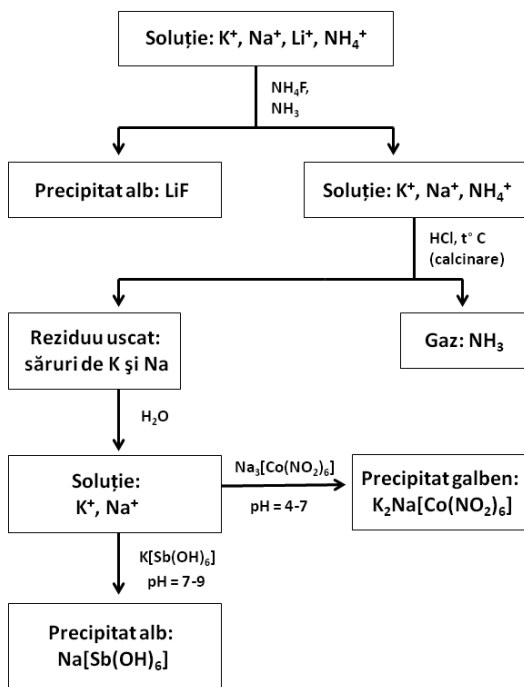 Soluție: K⁺, Na⁺, Li⁺, NH₄⁺
NH₄F,
NH₃
Precipitat alb: LiF
Soluție: K⁺, Na⁺, NH₄⁺
HCl, t° C
(calcinare)
Reziduu uscat:
săruri de K şi Na
Gaz: NH₃
H₂O
Soluție:
K⁺, Na⁺
Na₃[Co(NO₂)₆]
pH = 4-7
Precipitat galben:
K₂Na[Co(NO₂)₆]
K[Sb(OH)₆]
pH = 7-9
Precipitat alb:
Na[Sb(OH)₆]